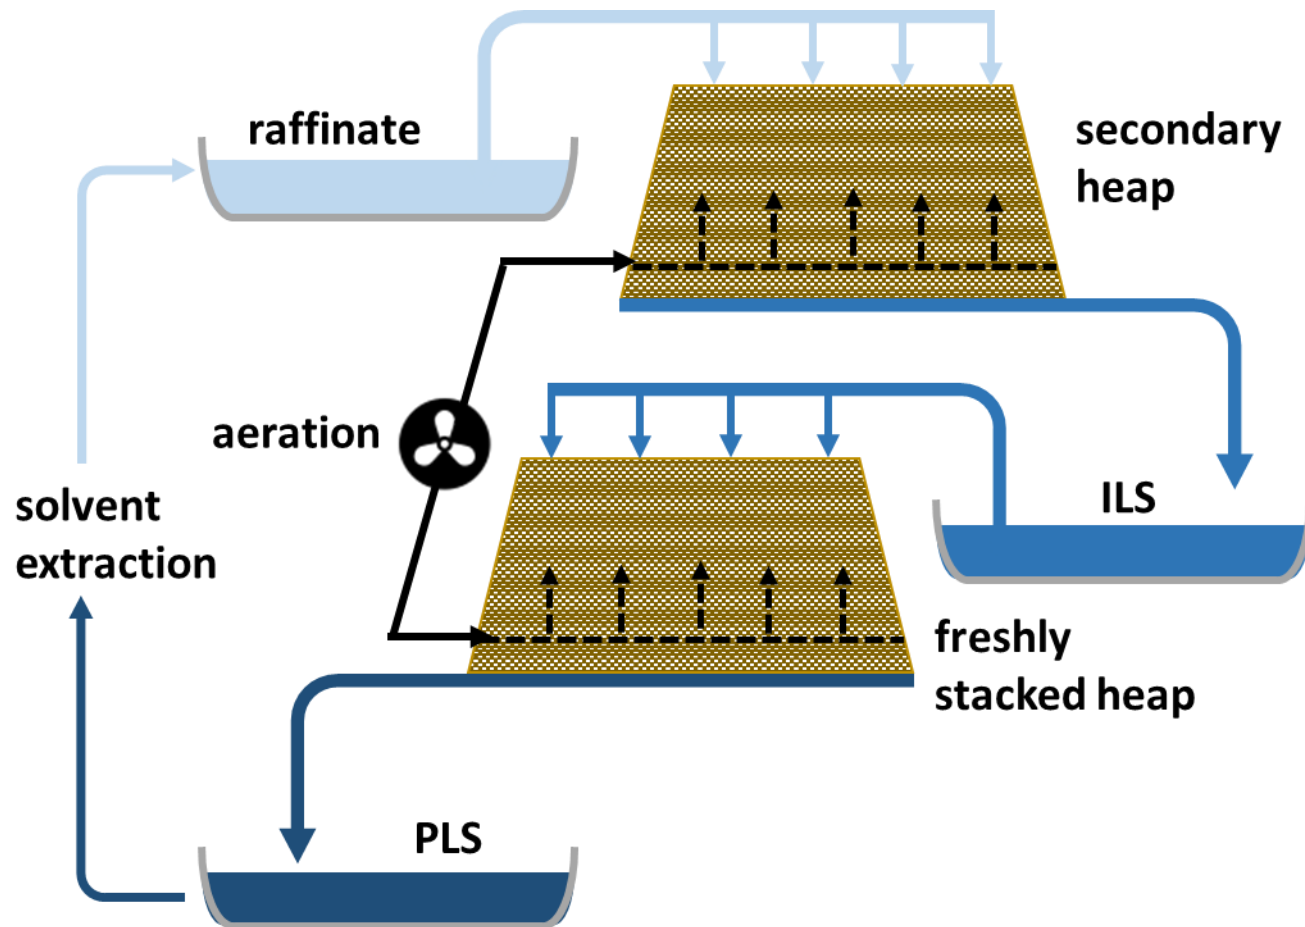 raffinate
secondary
heap
aeration
solvent
extraction
ILS
freshly
stacked heap
PLS